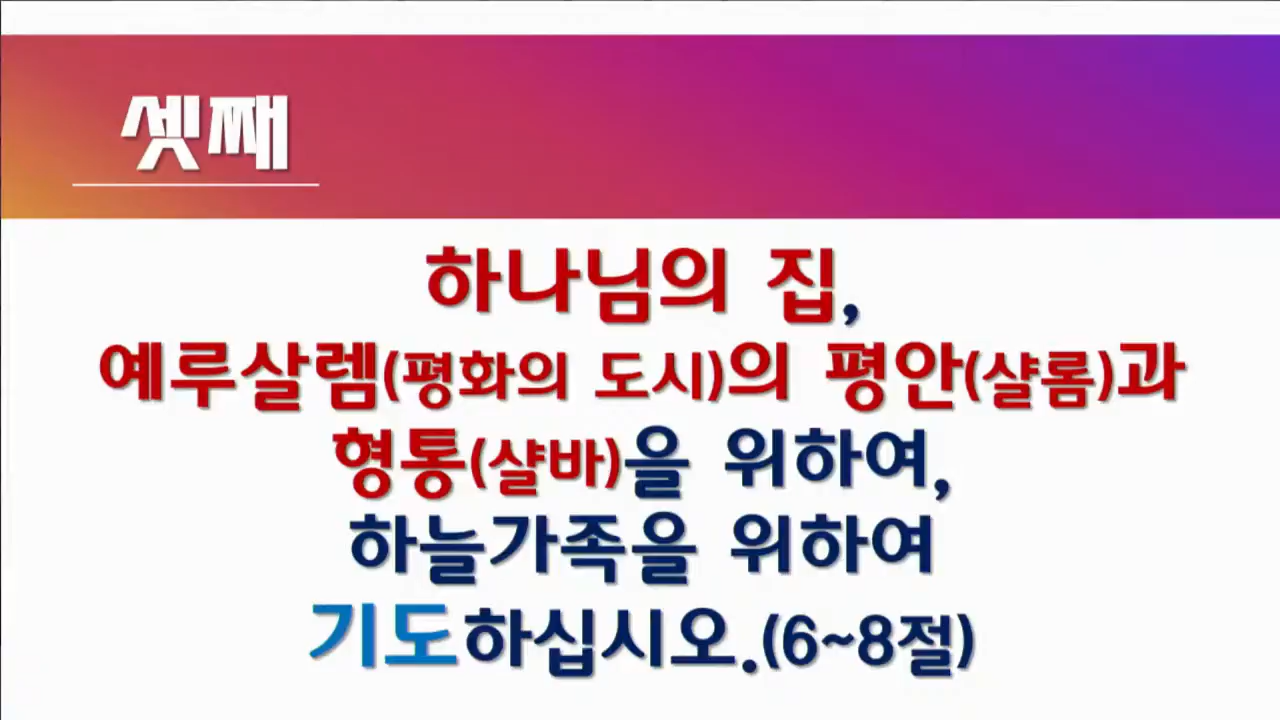 셋째
하나님의 집,
예루살렘(평화의 도시)의 평안(샬롬)과
형통(샬바)을 위하여,
하늘가족을 위하여
기도하십시오.(6~8절)